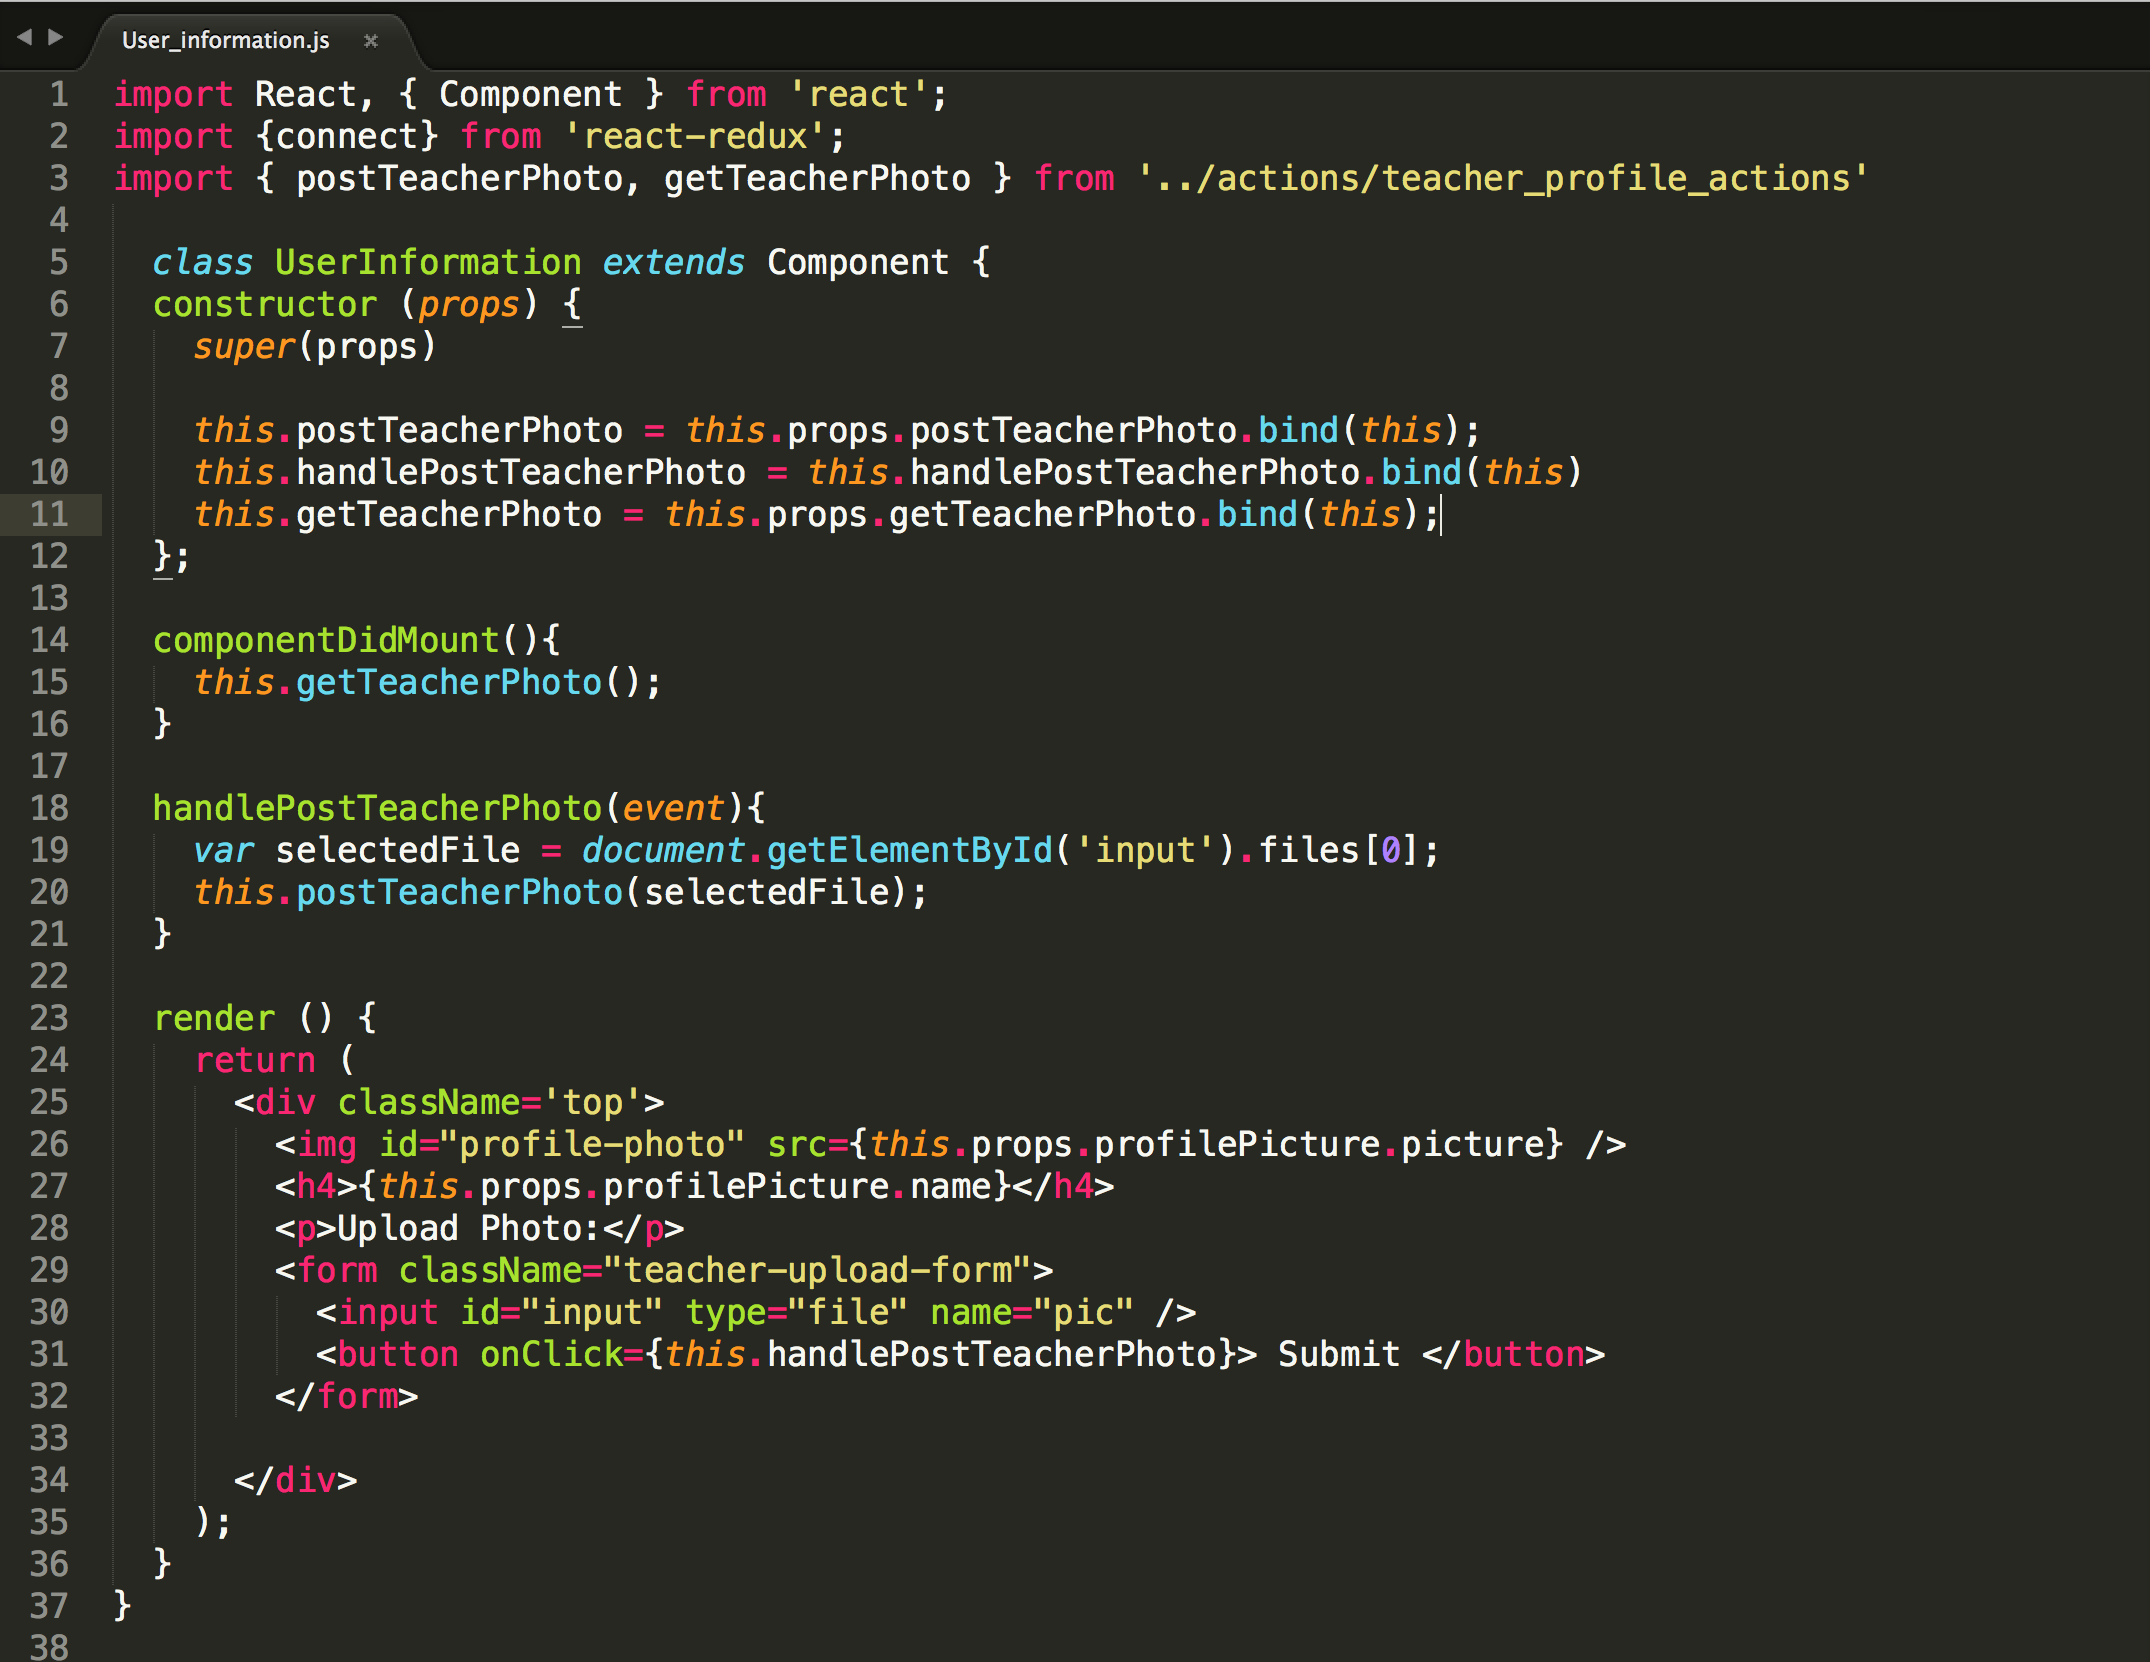 User_information.js
1 import React, { Component } from 'react';
2 import {connect} from 'react-redux';
3 import { postTeacherPhoto, getTeacherPhoto } from '../actions/teacher_profile_actions'
4
5   class UserInformation extends Component {
6   constructor (props) {
7     super(props)
8
9     this.postTeacherPhoto = this.props.postTeacherPhoto.bind(this);
10     this.handlePostTeacherPhoto = this.handlePostTeacherPhoto.bind(this)
11     this.getTeacherPhoto = this.props.getTeacherPhoto.bind(this);
12   };
13
14   componentDidMount(){
15     this.getTeacherPhoto();
16   }
17
18   handlePostTeacherPhoto(event){
19     var selectedFile = document.getElementById('input').files[0];
20     this.postTeacherPhoto(selectedFile);
21   }
22
23   render () {
24     return (
25       <div className='top'>
26         <img id="profile-photo" src={this.props.profilePicture.picture} />
27         <h4>{this.props.profilePicture.name}</h4>
28         <p>Upload Photo:</p>
29         <form className="teacher-upload-form">
30           <input id="input" type="file" name="pic" />
31           <button onClick={this.handlePostTeacherPhoto}> Submit </button>
32         </form>
33
34       </div>
35     );
36   }
37 }
38